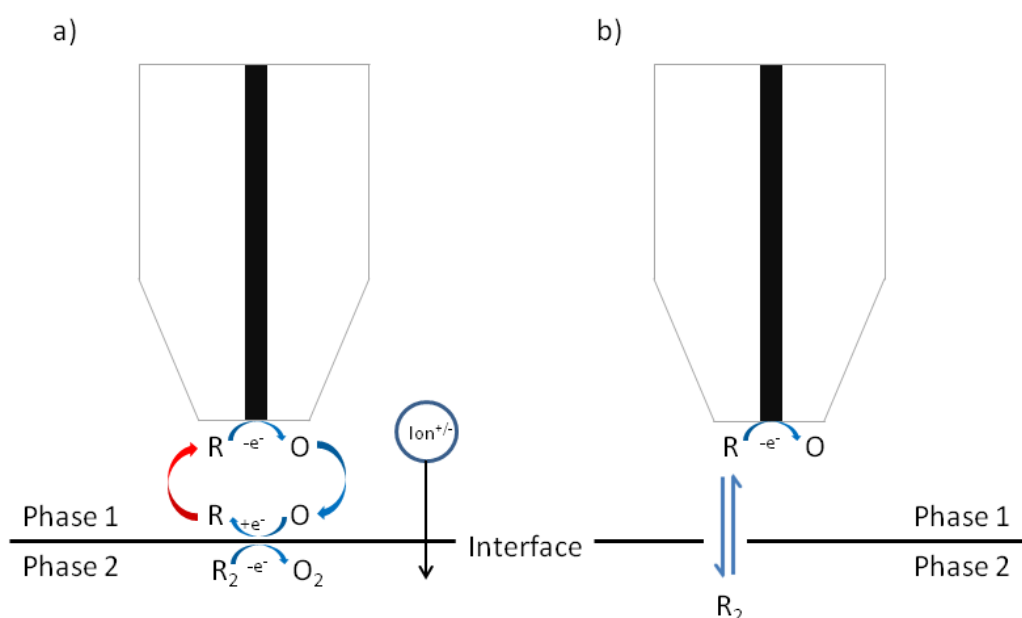 a)
b)
R -e⁻ O
Ion⁺/⁻
R -e⁻ O
R +e⁻ O
Phase 1
Phase 1
Interface
Phase 2
Phase 2
R₂ -e⁻ O₂
R₂